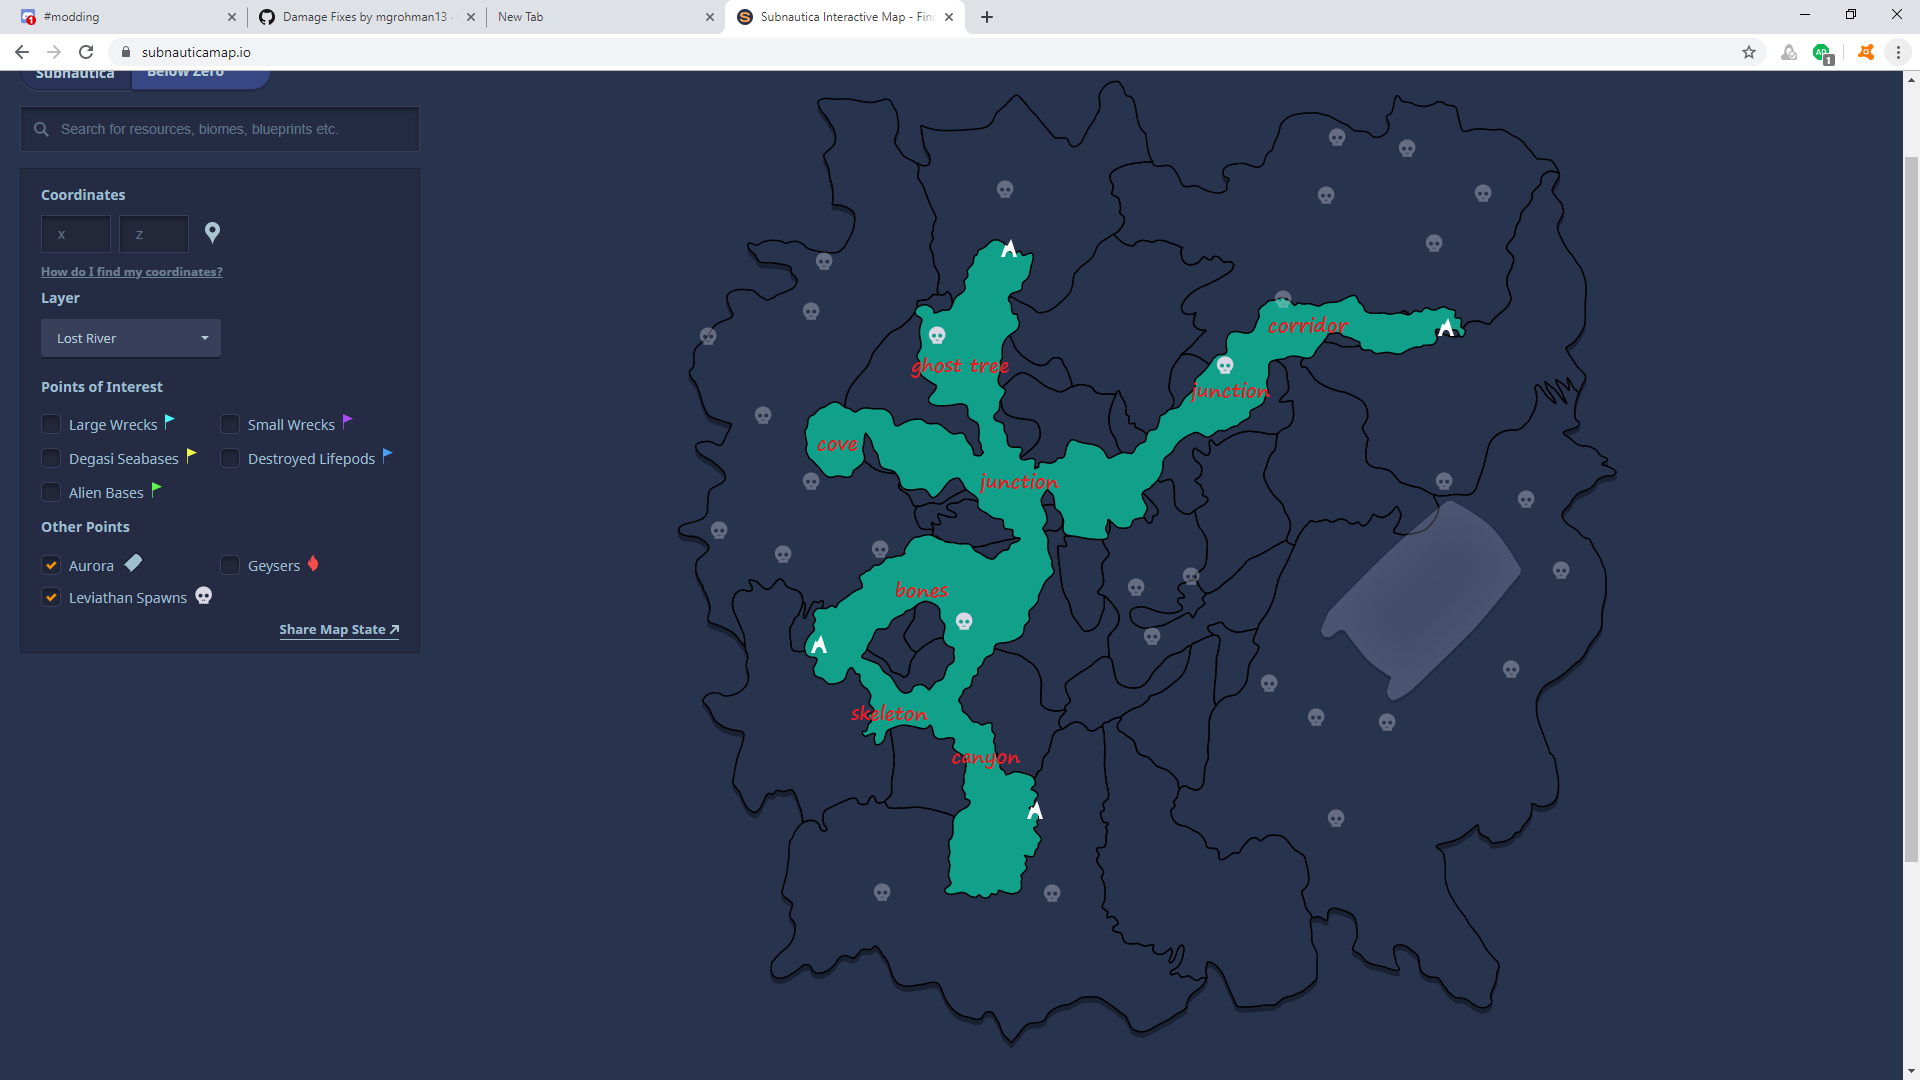 #modding
Damage Fixes by mgrohman13 ·
New Tab
Subnautica Interactive Map - Fin
subnauticamap.io
1
Subnautica
Below Zero
Search for resources, biomes, blueprints etc.
Coordinates
x
z
How do I find my coordinates?
Layer
Lost River
Points of Interest
Large Wrecks
Small Wrecks
Degasi Seabases
Destroyed Lifepods
Alien Bases
Other Points
Aurora
Geysers
Leviathan Spawns
Share Map State
corridor
ghost tree
junction
cove
junction
bones
skeleton
canyon